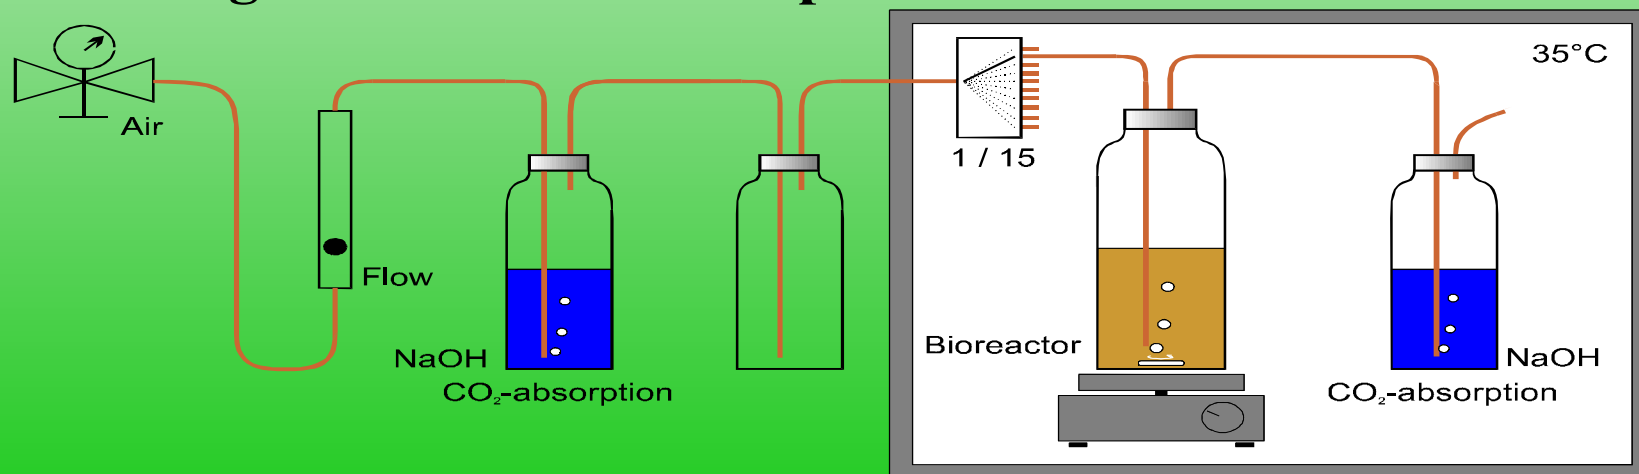 Air
Flow
NaOH
CO₂-absorption
1 / 15
35°C
Bioreactor
NaOH
CO₂-absorption